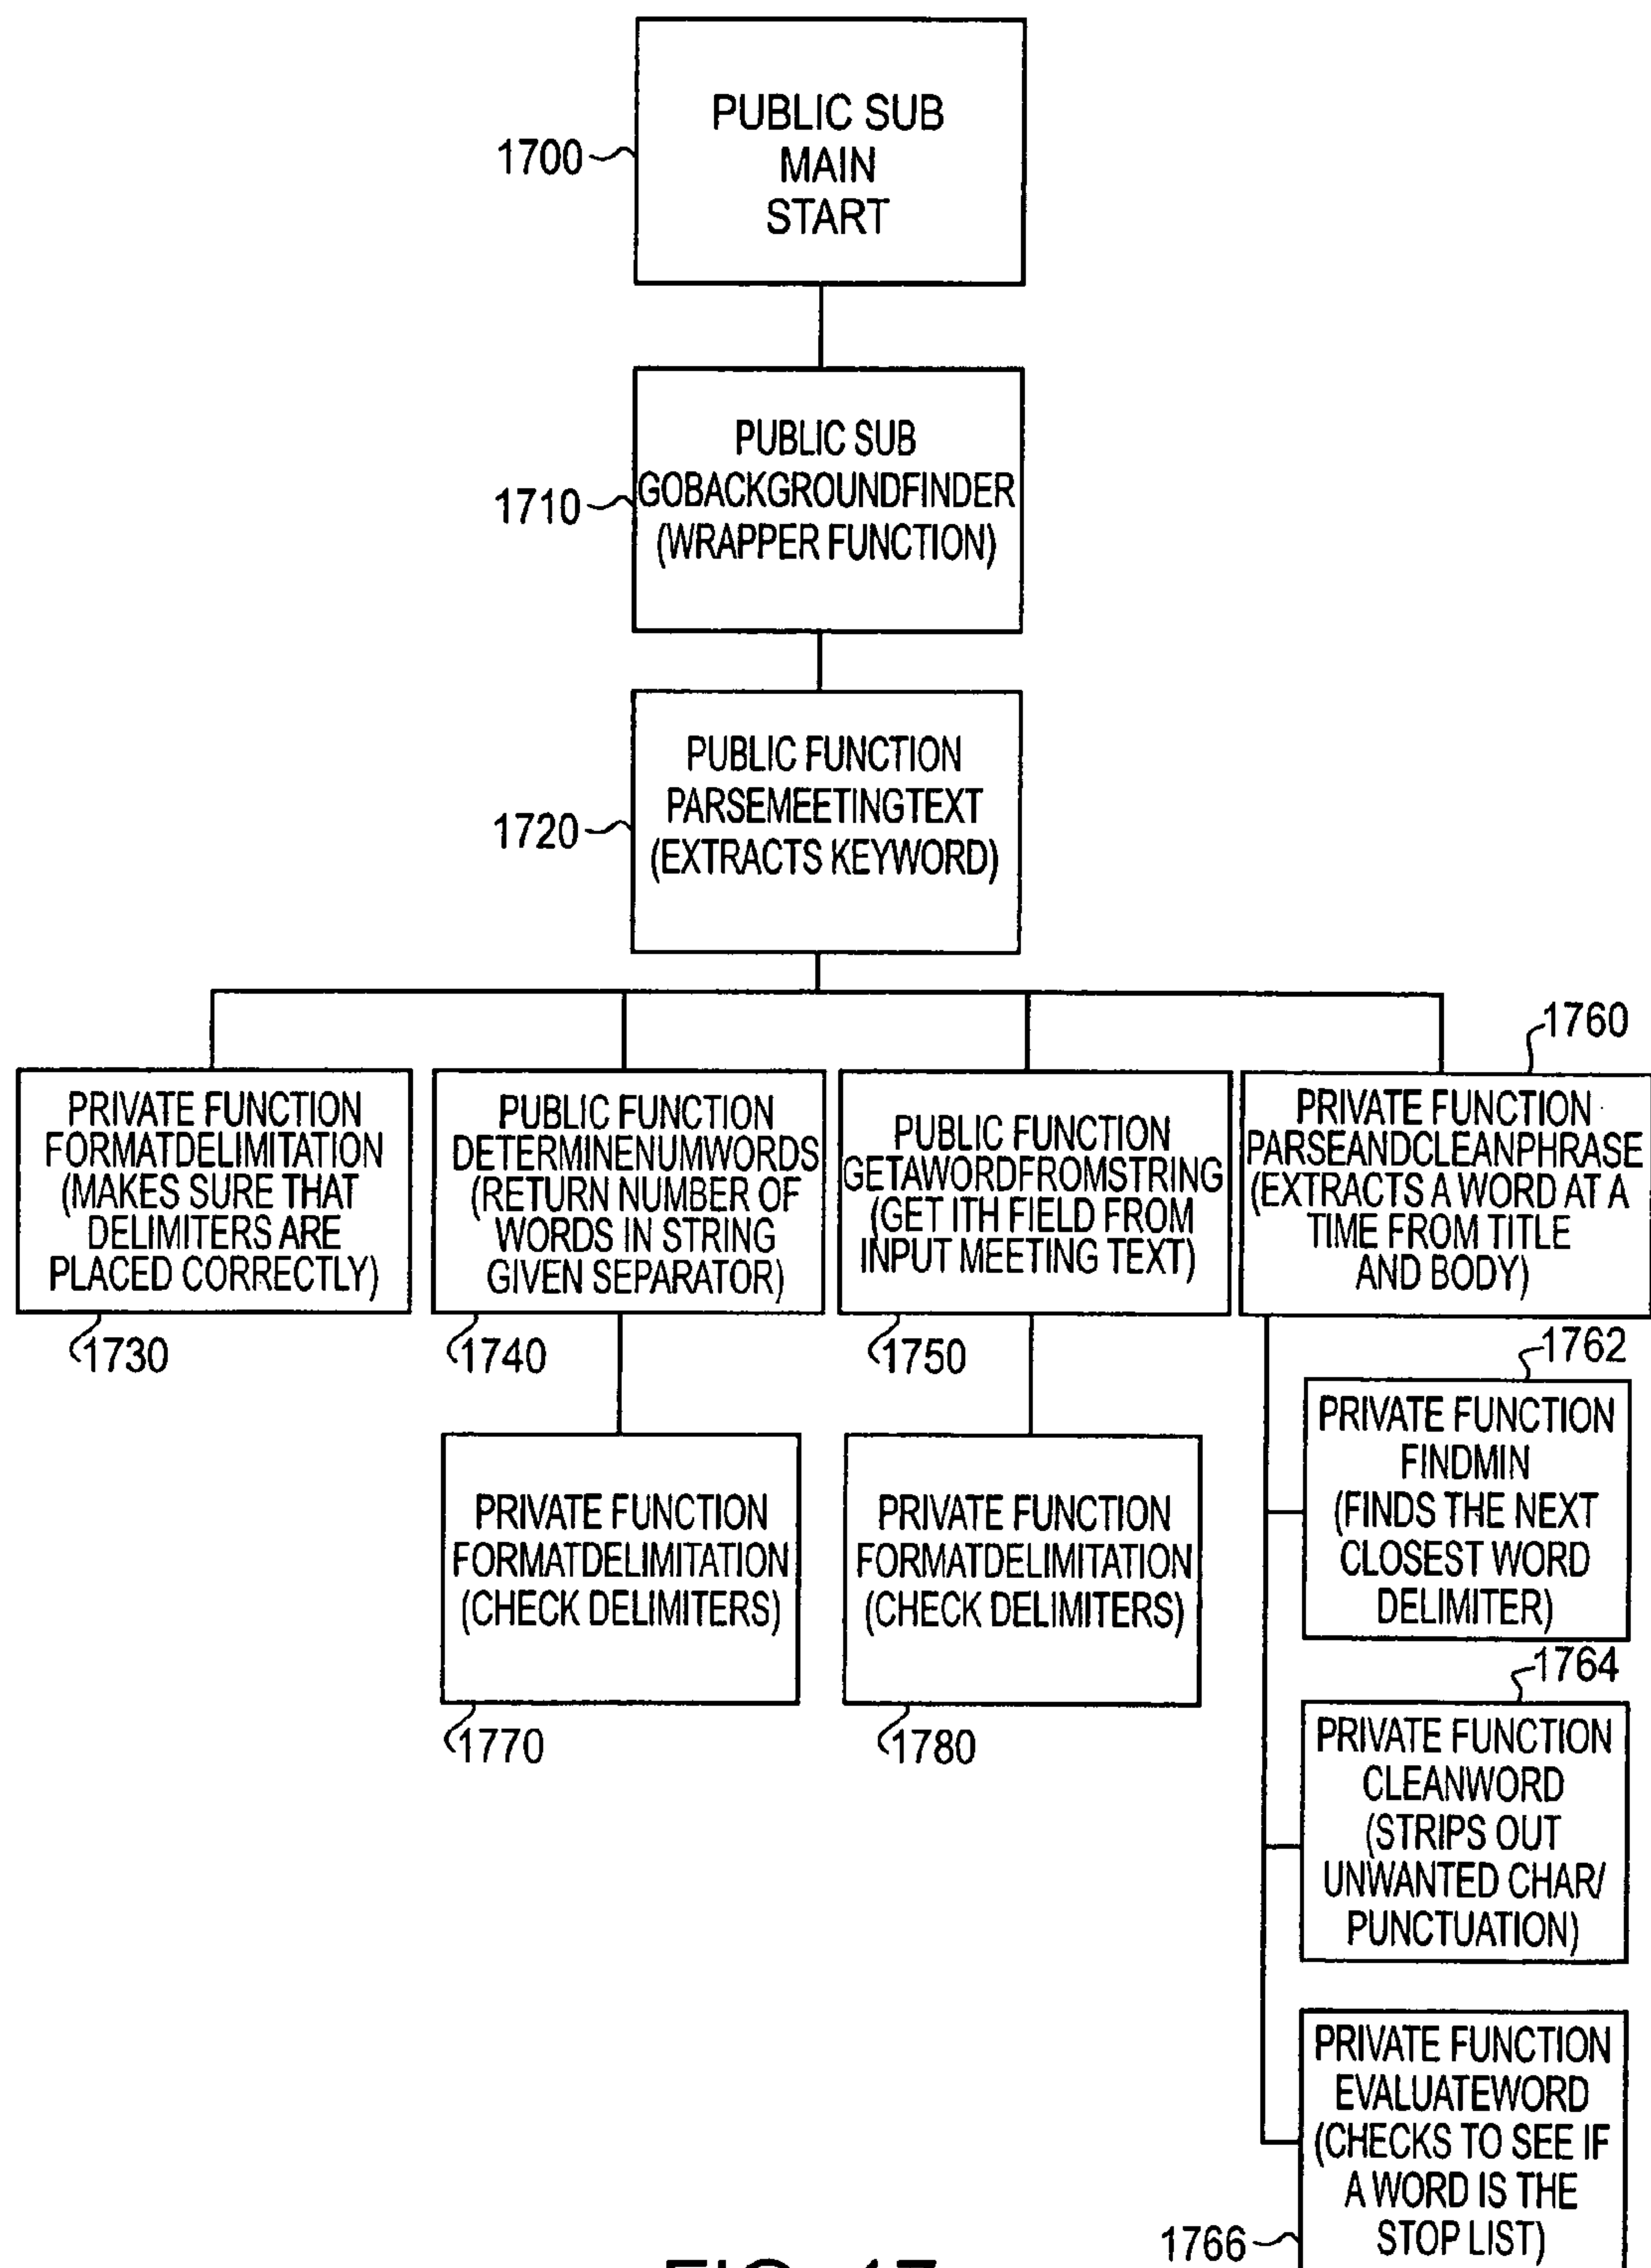 PUBLIC SUB
MAIN
START
1700
PUBLIC SUB
GOBACKGROUNDFINDER
(WRAPPER FUNCTION)
1710
PUBLIC FUNCTION
PARSEMEETINGTEXT
(EXTRACTS KEYWORD)
1720
PRIVATE FUNCTION
FORMATDELIMITATION
(MAKES SURE THAT
DELIMITERS ARE
PLACED CORRECTLY)
1730
PUBLIC FUNCTION
DETERMINENUMWORDS
(RETURN NUMBER OF
WORDS IN STRING
GIVEN SEPARATOR)
1740
PUBLIC FUNCTION
GETAWORDFROMSTRING
(GET ITH FIELD FROM
INPUT MEETING TEXT)
1750
1760
PRIVATE FUNCTION
PARSEANDCLEANPHRASE
(EXTRACTS A WORD AT A
TIME FROM TITLE
AND BODY)
PRIVATE FUNCTION
FORMATDELIMITATION
(CHECK DELIMITERS)
1770
PRIVATE FUNCTION
FORMATDELIMITATION
(CHECK DELIMITERS)
1780
1762
PRIVATE FUNCTION
FINDMIN
(FINDS THE NEXT
CLOSEST WORD
DELIMITER)
1764
PRIVATE FUNCTION
CLEANWORD
(STRIPS OUT
UNWANTED CHAR/
PUNCTUATION)
PRIVATE FUNCTION
EVALUATEWORD
(CHECKS TO SEE IF
A WORD IS THE
STOP LIST)
1766